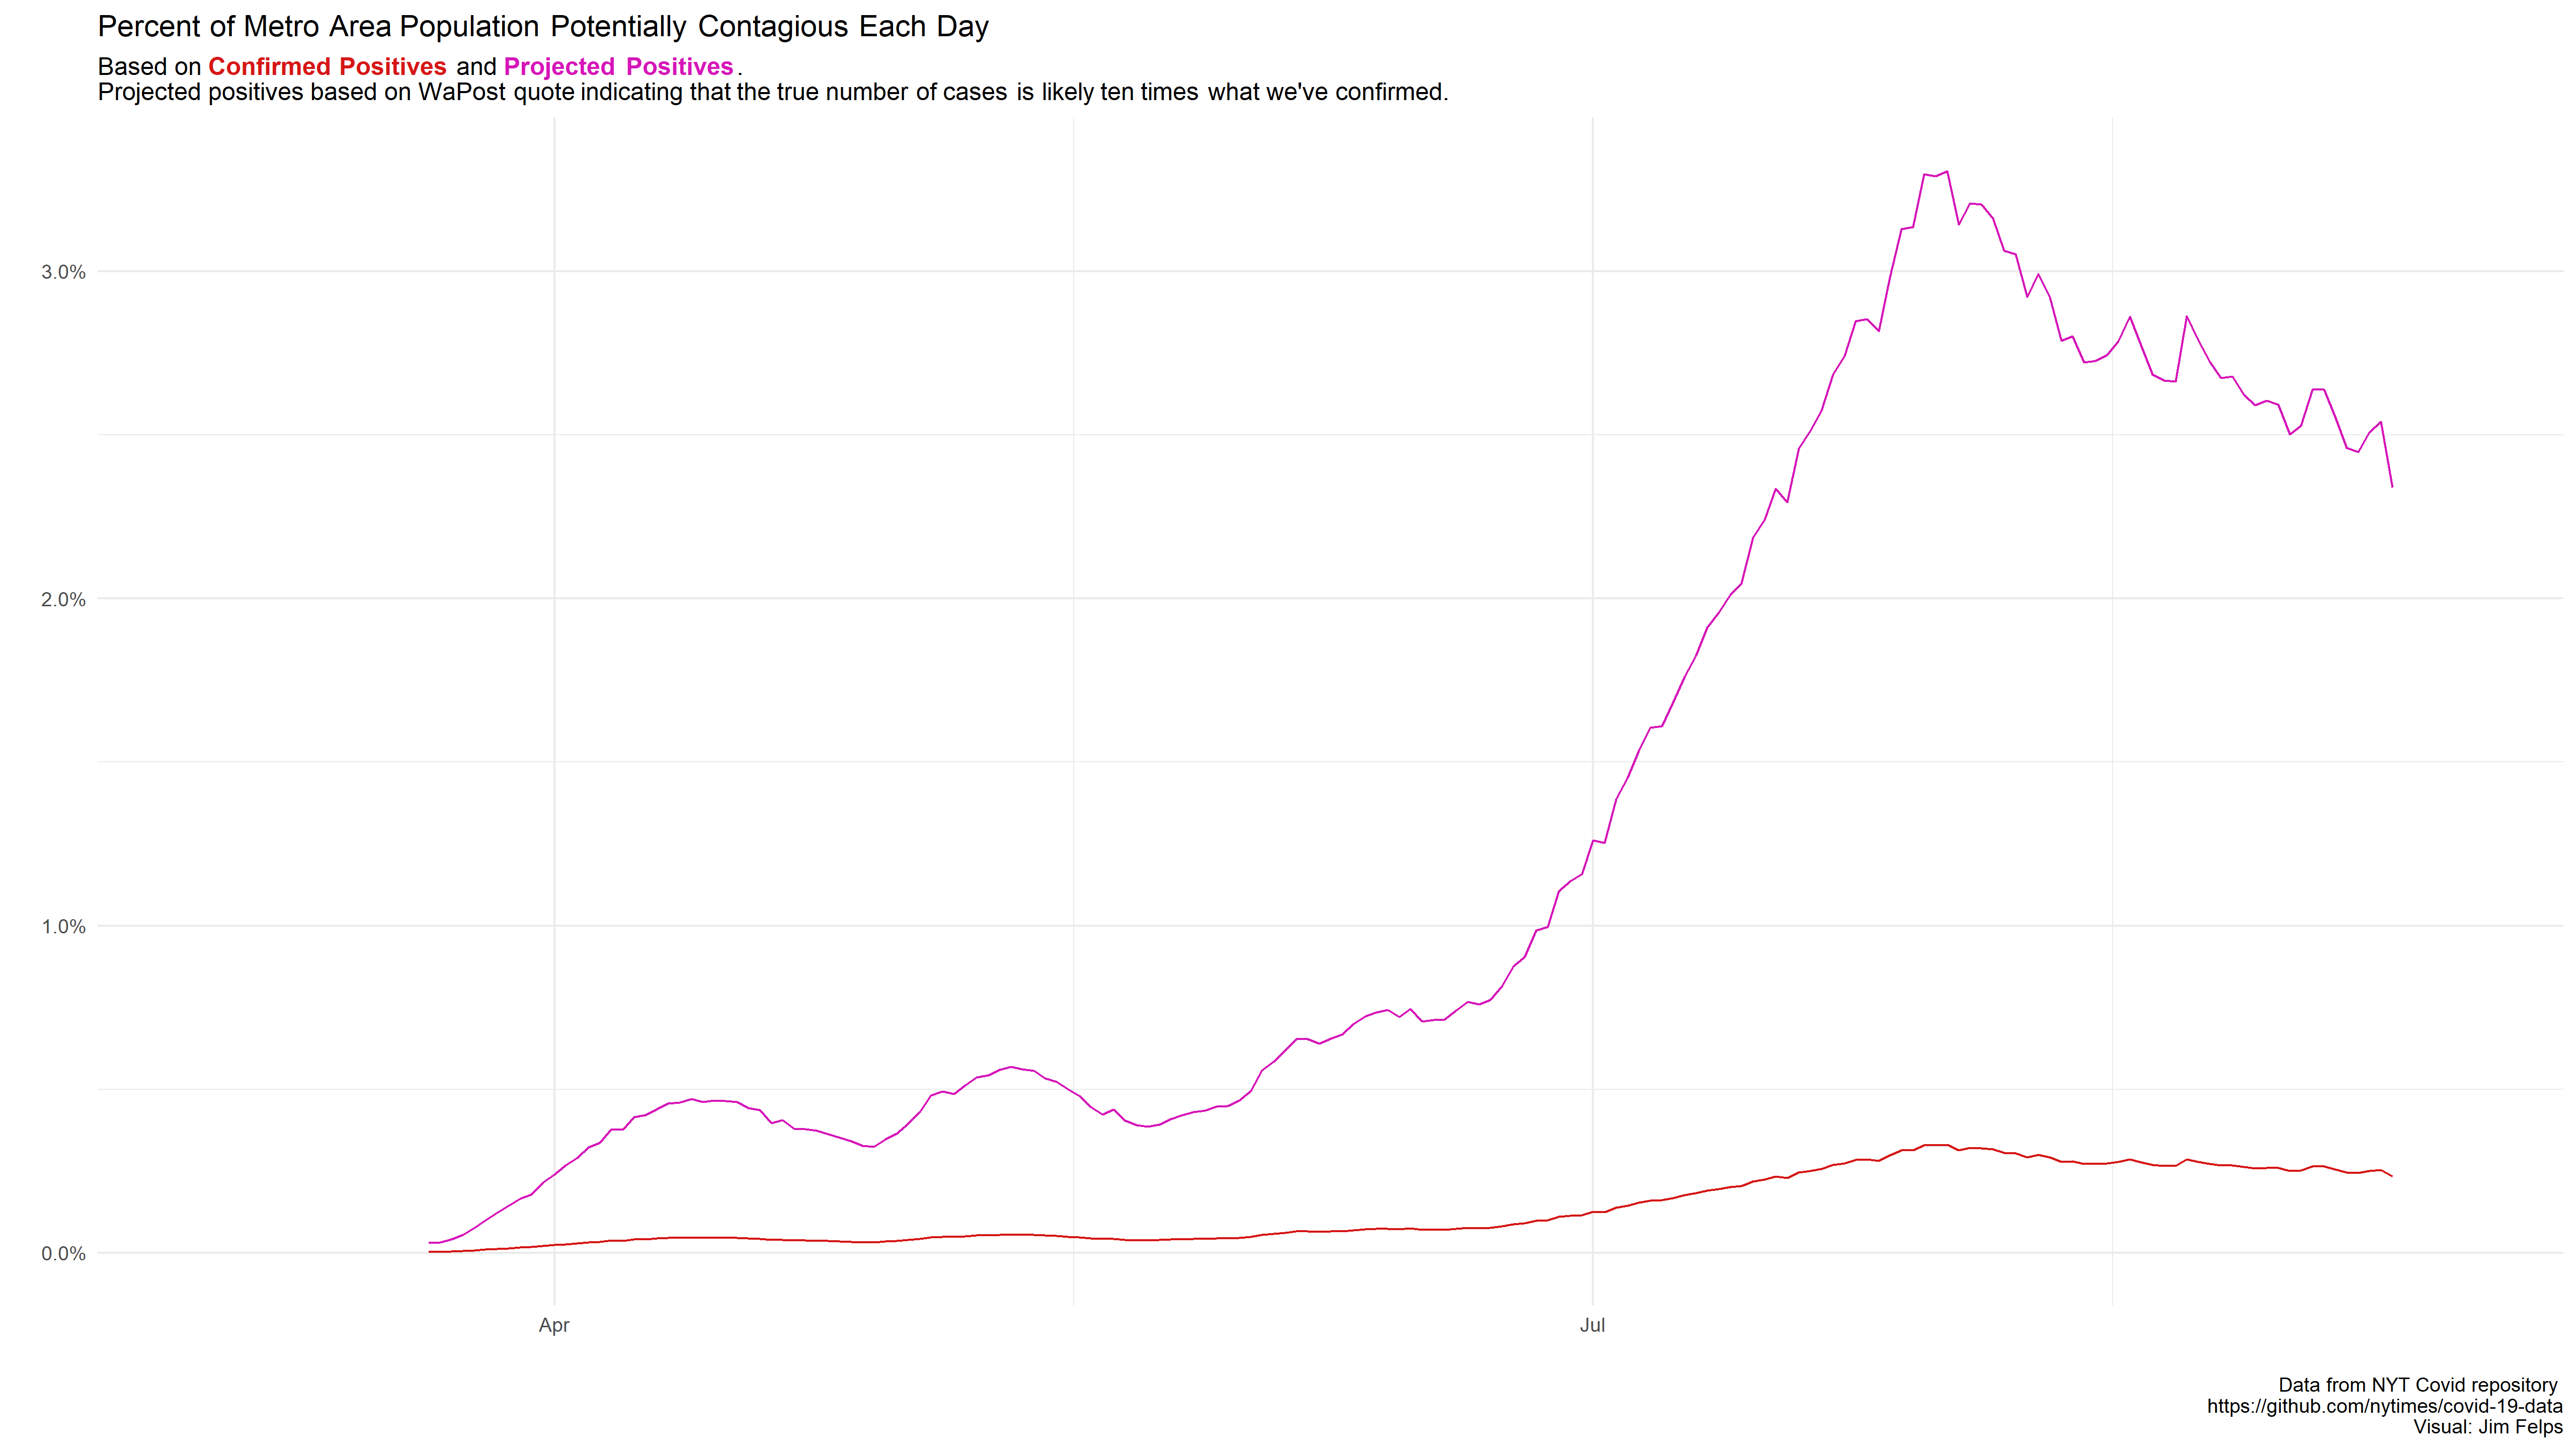 Percent of Metro Area Population Potentially Contagious Each Day
Based on Confirmed Positives and Projected Positives.
Projected positives based on WaPost quote indicating that the true number of cases is likely ten times what we've confirmed.
3.0%
2.0%
1.0%
0.0%
Apr
Jul
Data from NYT Covid repository
https://github.com/nytimes/covid-19-data
Visual: Jim Felps